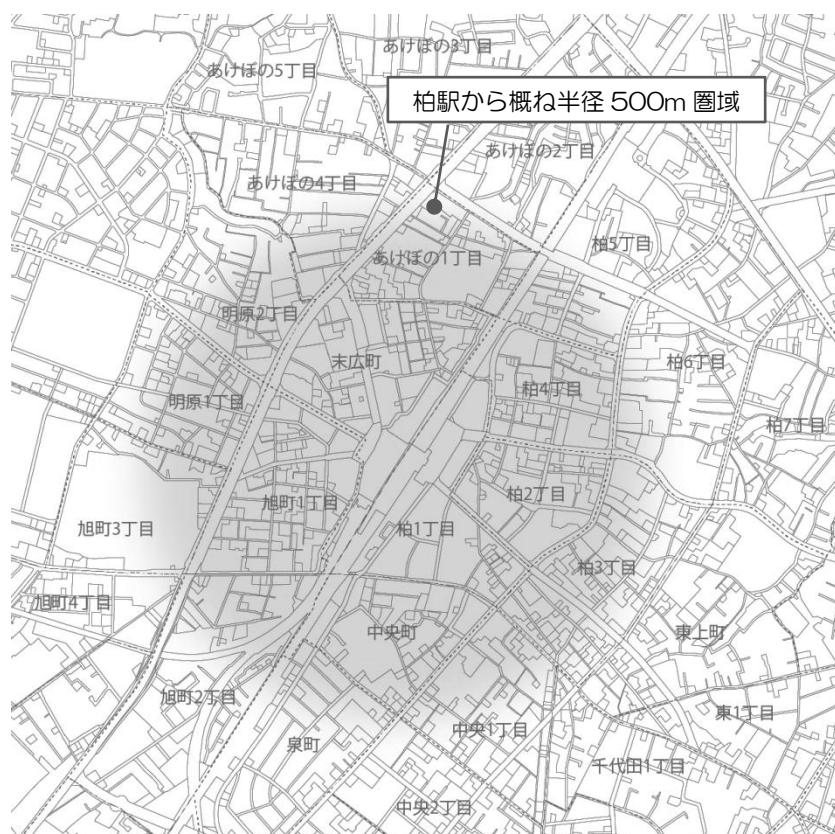 あけぼの3丁目
あけぼの5丁目
柏駅から概ね半径 500m 圏域
あけぼの2丁目
あけぼの4丁目
柏5丁目
あけぼの1丁目
明原2丁目
末広町
柏6丁目
柏4丁目
明原1丁目
柏7丁目
柏2丁目
旭町1丁目
旭町3丁目
柏1丁目
柏3丁目
旭町4丁目
中央町
東上町
旭町2丁目
東1丁目
中央1丁目
泉町
千代田1丁目
中央2丁目